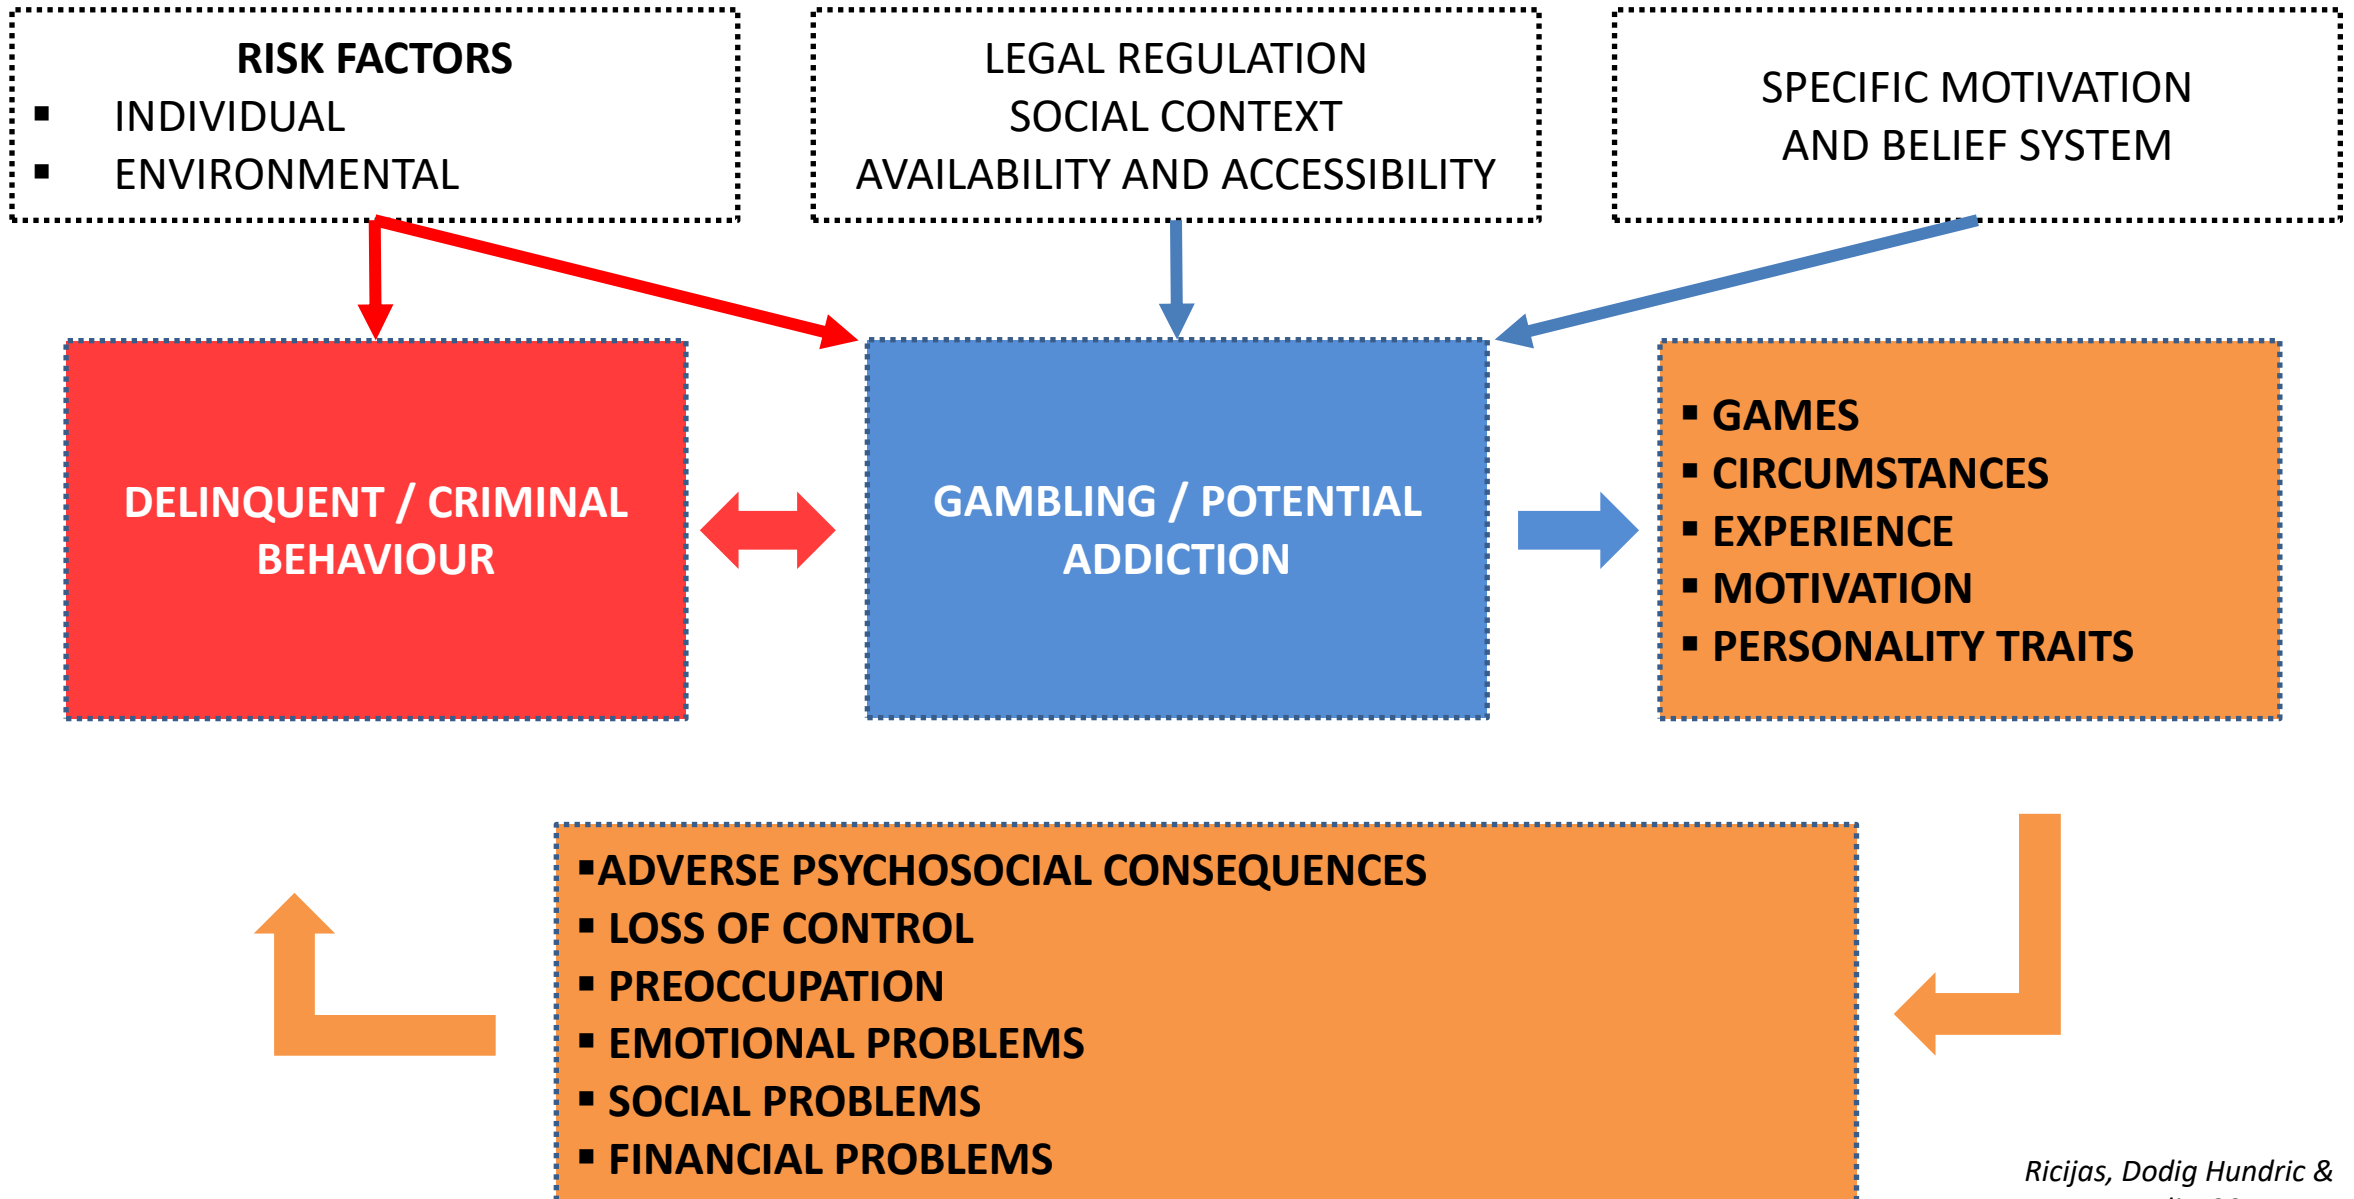 RISK FACTORS
▪ INDIVIDUAL
▪ ENVIRONMENTAL
LEGAL REGULATION
SOCIAL CONTEXT
AVAILABILITY AND ACCESSIBILITY
SPECIFIC MOTIVATION
AND BELIEF SYSTEM
DELINQUENT / CRIMINAL
BEHAVIOUR
GAMBLING / POTENTIAL
ADDICTION
▪ GAMES
▪ CIRCUMSTANCES
▪ EXPERIENCE
▪ MOTIVATION
▪ PERSONALITY TRAITS
▪ADVERSE PSYCHOSOCIAL CONSEQUENCES
▪ LOSS OF CONTROL
▪ PREOCCUPATION
▪ EMOTIONAL PROBLEMS
▪ SOCIAL PROBLEMS
▪ FINANCIAL PROBLEMS
Ricijas, Dodig Hundric &